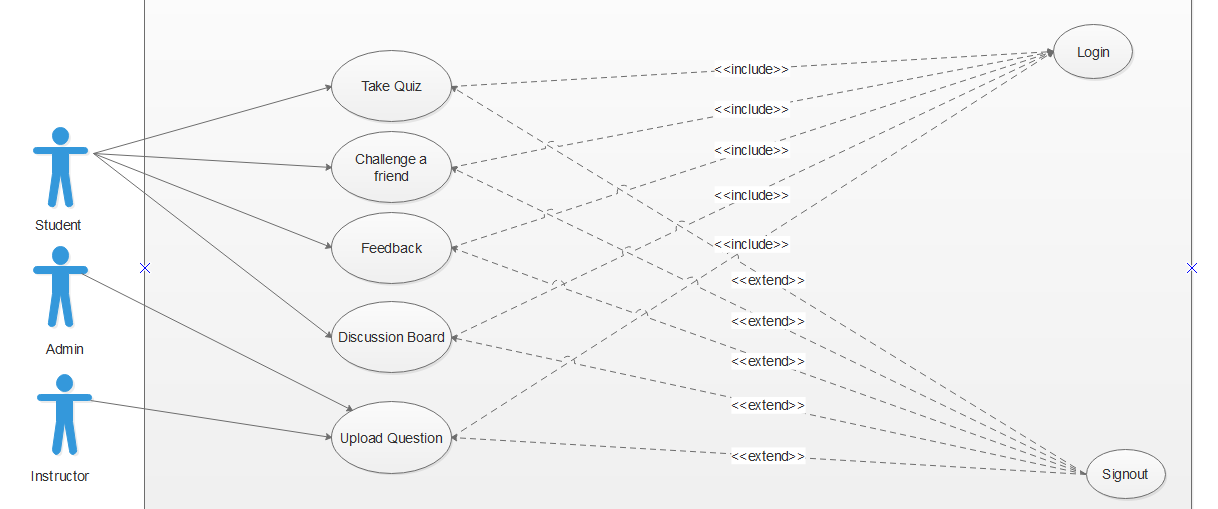 Login
Take Quiz
<<include>>
<<include>>
Challenge a
friend
<<include>>
<<include>>
Student
Feedback
<<include>>
<<extend>>
<<extend>>
Discussion Board
Admin
<<extend>>
<<extend>>
Upload Question
<<extend>>
Instructor
Signout